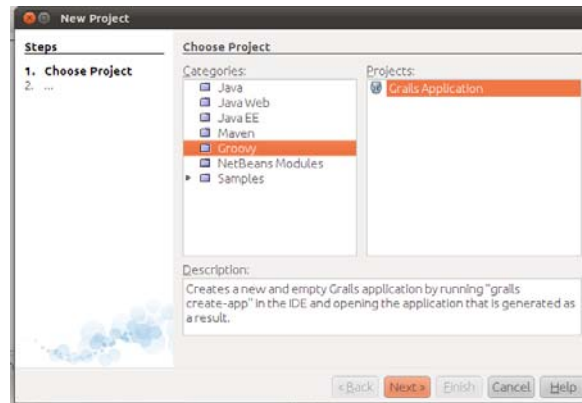 New Project
Steps
1. Choose Project
2. ...
Choose Project
Categories:
Java
Java Web
Java EE
Maven
Groovy
NetBeans Modules
Samples
Projects:
Grails Application
Description:
Creates a new and empty Grails application by running "grails
create-app" in the IDE and opening the application that is generated as
a result.
< Back
Next >
Finish
Cancel
Help